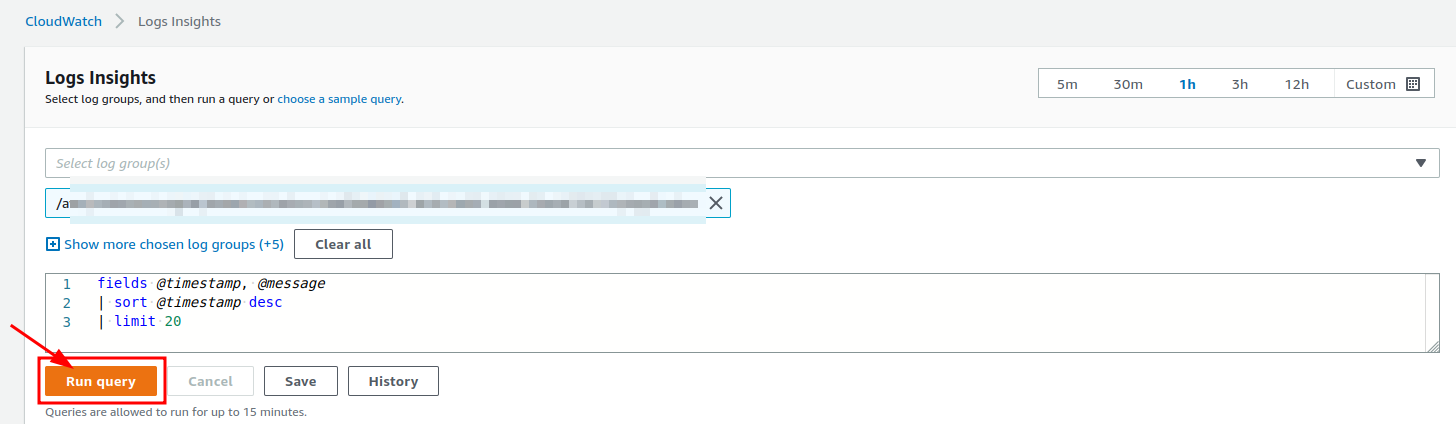 CloudWatch > Logs Insights
Logs Insights
Select log groups, and then run a query or choose a sample query.
5m 30m 1h 3h 12h Custom
Select log group(s)
Show more chosen log groups (+5) Clear all
1 fields @timestamp, @message
2 | sort @timestamp desc
3 | limit 20
Run query Cancel Save History
Queries are allowed to run for up to 15 minutes.